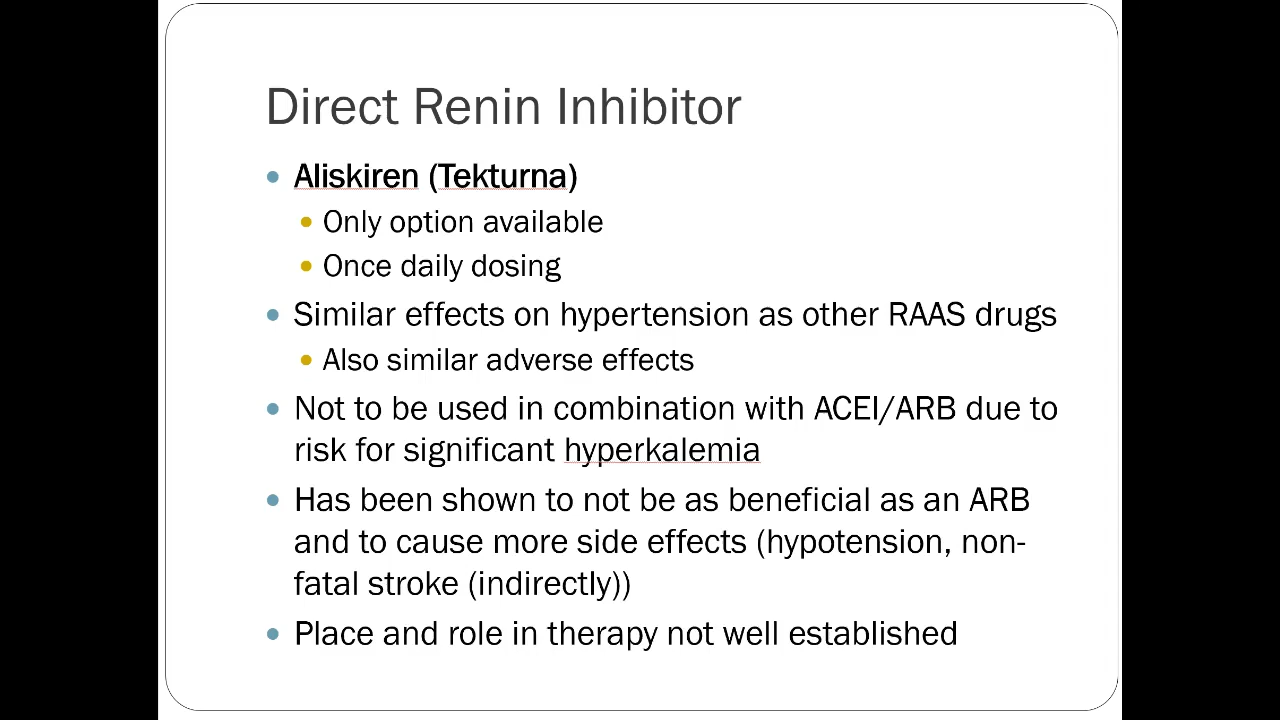 Direct Renin Inhibitor
• Aliskiren (Tekturna)
• Only option available
• Once daily dosing
• Similar effects on hypertension as other RAAS drugs
• Also similar adverse effects
• Not to be used in combination with ACEI/ARB due to
risk for significant hyperkalemia
• Has been shown to not be as beneficial as an ARB
and to cause more side effects (hypotension, non-
fatal stroke (indirectly))
• Place and role in therapy not well established